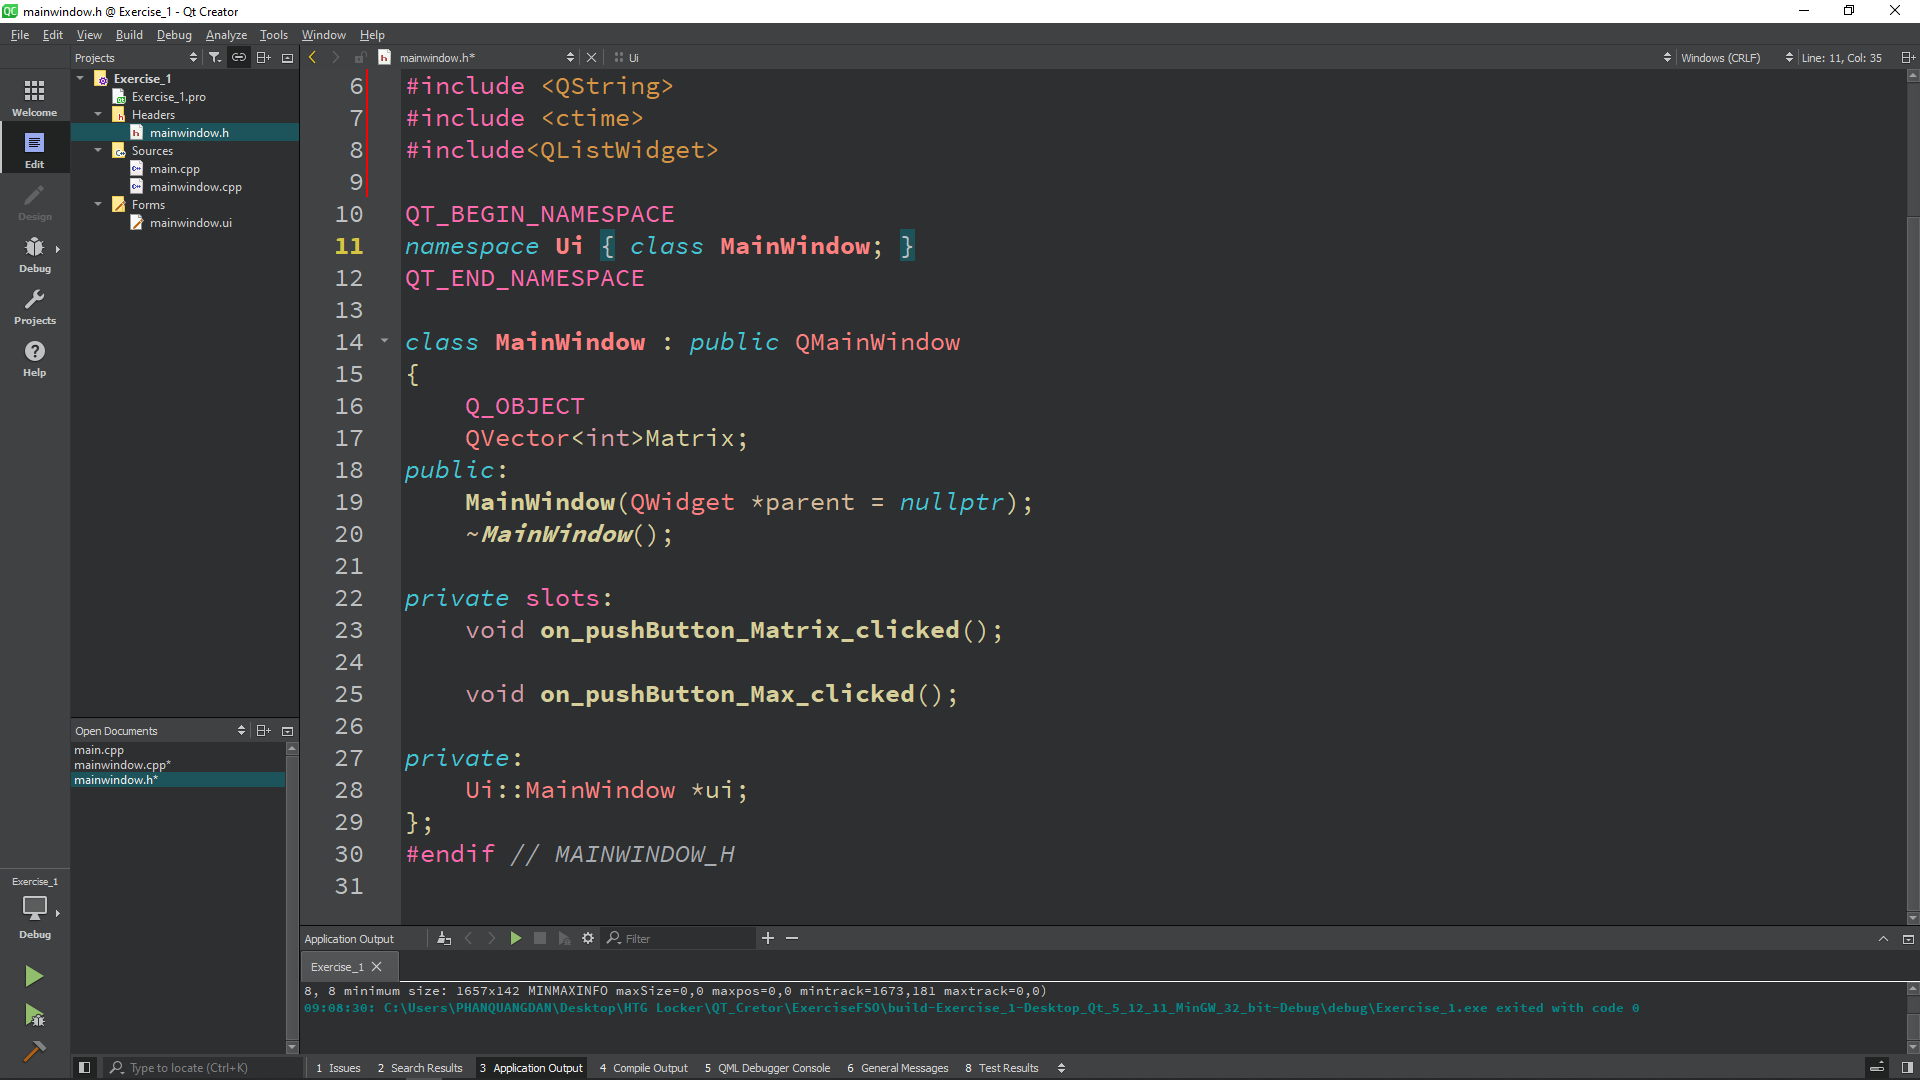 mainwindow.h @ Exercise_1 - Qt Creator
File Edit View Build Debug Analyze Tools Window Help
Projects
mainwindow.h*
Ui
Windows (CRLF)
Line: 11, Col: 35
Welcome
Edit
Design
Debug
Projects
Help
Exercise_1
Exercise_1.pro
Headers
mainwindow.h
Sources
main.cpp
mainwindow.cpp
Forms
mainwindow.ui
Open Documents
main.cpp
mainwindow.cpp*
mainwindow.h*
Exercise_1
Debug
6 #include <QString>
7 #include <ctime>
8 #include<QListWidget>
9
10 QT_BEGIN_NAMESPACE
11 namespace Ui { class MainWindow; }
12 QT_END_NAMESPACE
13
14 class MainWindow : public QMainWindow
15 {
16 Q_OBJECT
17 QVector<int>Matrix;
18 public:
19 MainWindow(QWidget *parent = nullptr);
20 ~MainWindow();
21
22 private slots:
23 void on_pushButton_Matrix_clicked();
24
25 void on_pushButton_Max_clicked();
26
27 private:
28 Ui::MainWindow *ui;
29 };
30 #endif // MAINWINDOW_H
31
Application Output
Filter
Exercise_1
8, 8 minimum size: 1657x142 MINMAXINFO maxSize=0,0 maxpos=0,0 mintrack=1673,181 maxtrack=0,0)
09:08:30: C:\Users\PHANQUANGDAN\Desktop\HTG Locker\QT_Cretor\ExerciseFSO\build-Exercise_1-Desktop_Qt_5_12_11_MinGW_32_bit-Debug\debug\Exercise_1.exe exited with code 0
Type to locate (Ctrl+K)
1 Issues 2 Search Results 3 Application Output 4 Compile Output 5 QML Debugger Console 6 General Messages 8 Test Results